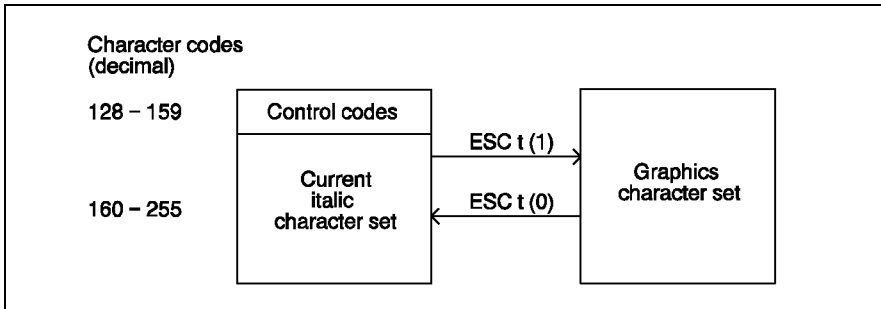 Character codes
(decimal)
128 – 159
Control codes
ESC t (1)
Current
italic
character set
Graphics
character set
160 – 255
ESC t (0)